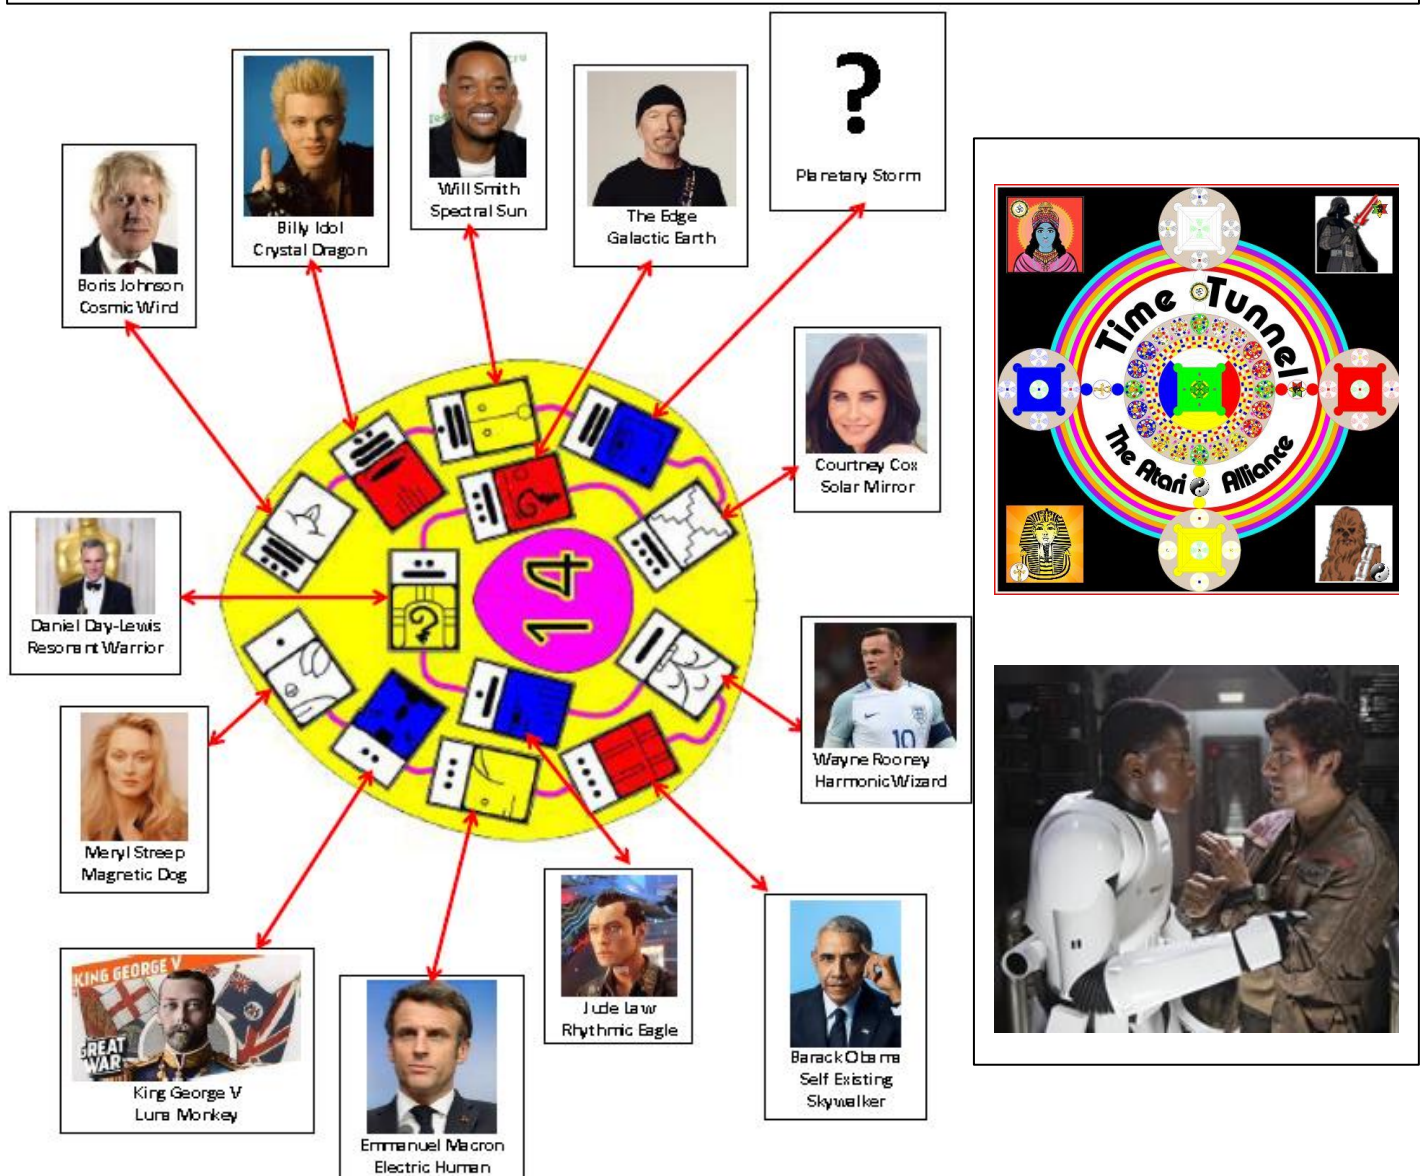 ?
Planetary Storm
Will Smith
Spectral Sun
The Edge
Galactic Earth
Billy Idol
Crystal Dragon
Boris Johnson
Cosmic Wind
Courtney Cox
Solar Mirror
Daniel Day-Lewis
Resonant Warrior
14
Wayne Rooney
Harmonic Wizard
10
Meryl Streep
Magnetic Dog
Jude Law
Rhythmic Eagle
Barack Obama
Self Existing
Skywalker
KING GEORGE V
GREAT
WAR
King George V
Luna Monkey
Emmanuel Macron
Electric Human
Time Tunnel
The Atari Alliance